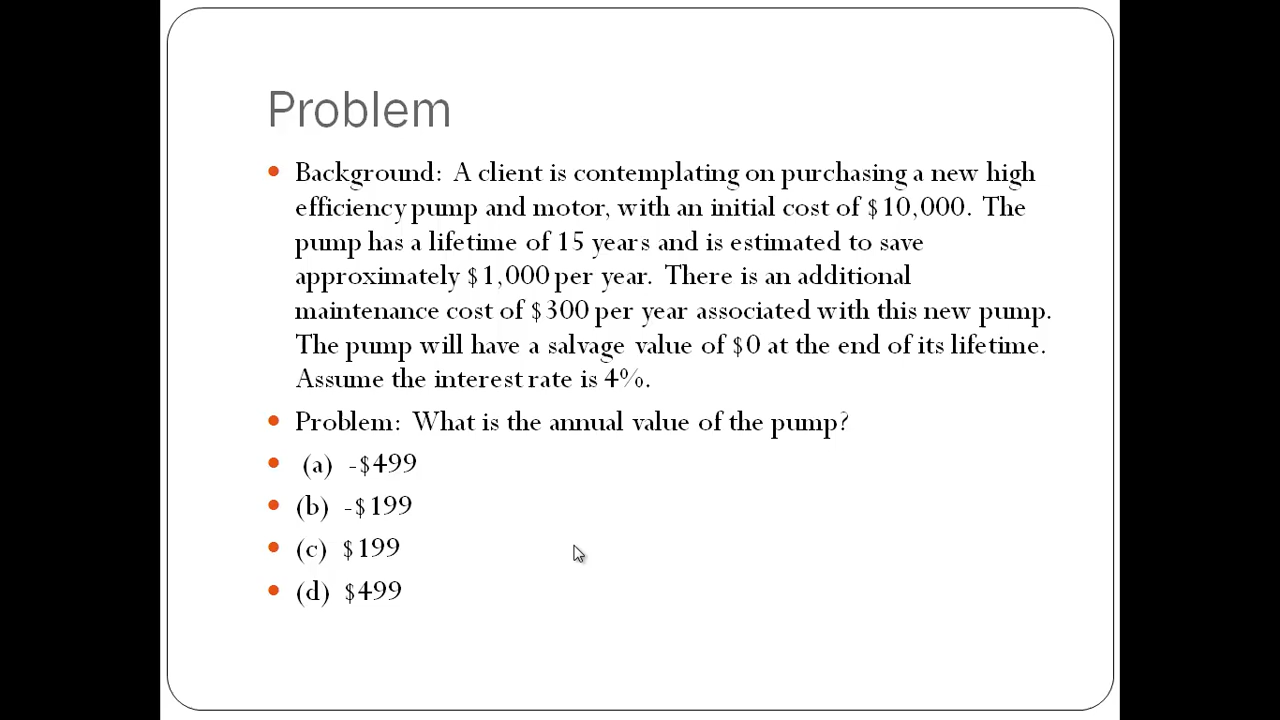 Problem
• Background: A client is contemplating on purchasing a new high
efficiency pump and motor, with an initial cost of $10,000. The
pump has a lifetime of 15 years and is estimated to save
approximately $1,000 per year. There is an additional
maintenance cost of $300 per year associated with this new pump.
The pump will have a salvage value of $0 at the end of its lifetime.
Assume the interest rate is 4%.
• Problem: What is the annual value of the pump?
• (a) -$499
• (b) -$199
• (c) $199
• (d) $499